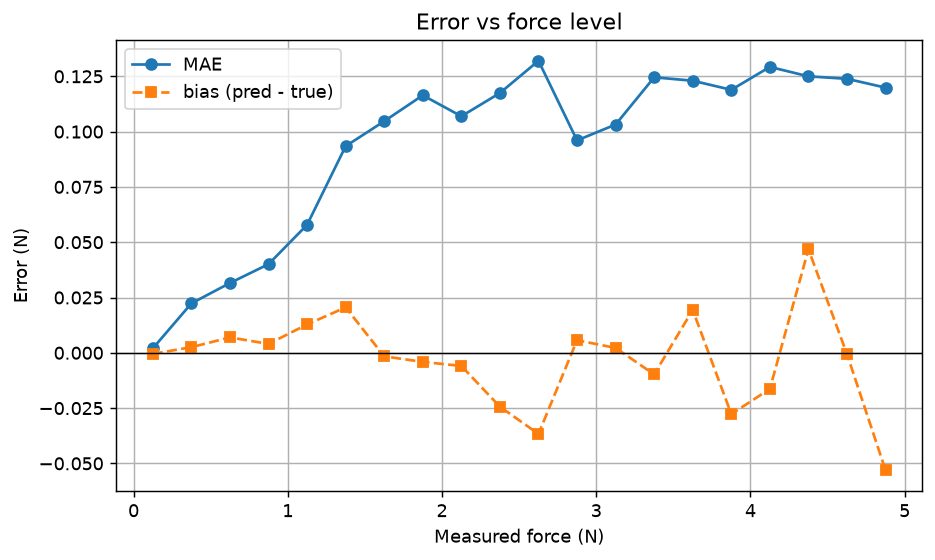 Error vs force level
MAE
bias (pred - true)
0.125
0.100
0.075
0.050
0.025
0.000
−0.025
−0.050
Error (N)
0 1 2 3 4 5
Measured force (N)